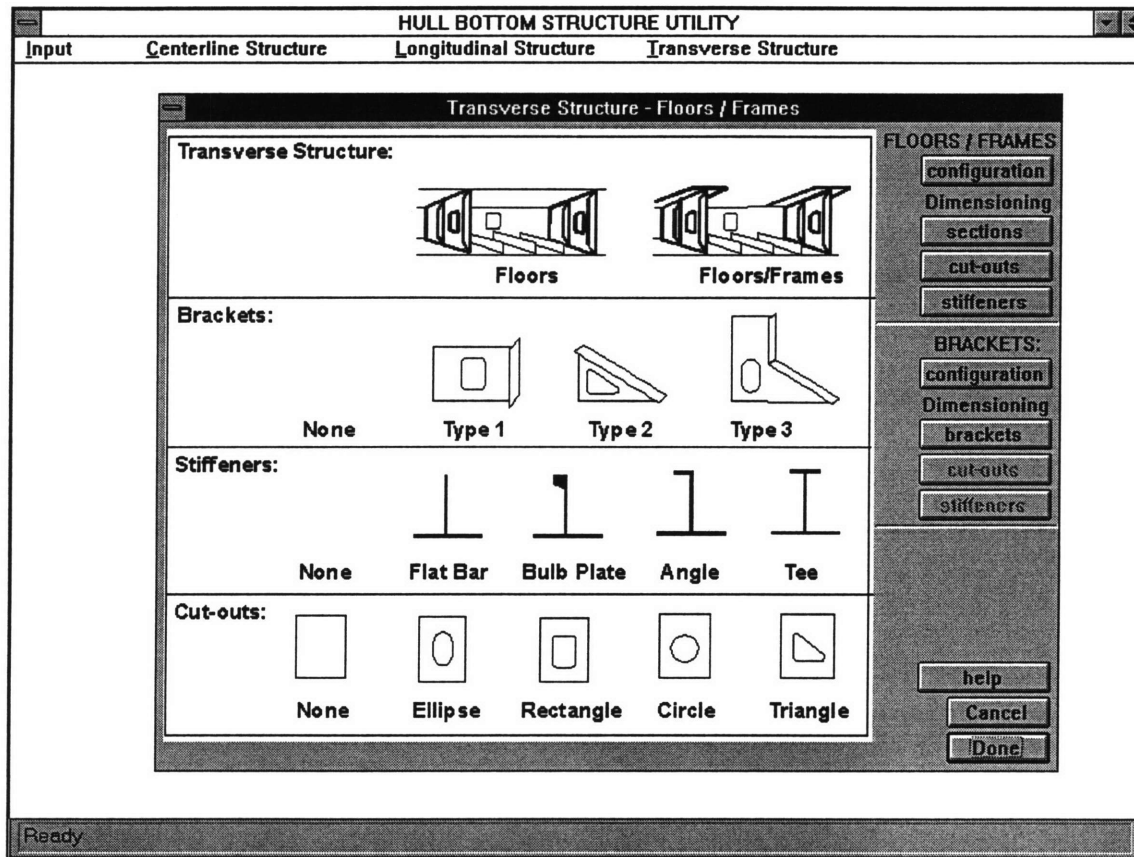 HULL BOTTOM STRUCTURE UTILITY
Input Centerline Structure Longitudinal Structure Transverse Structure
Transverse Structure - Floors / Frames
Transverse Structure:
Floors Floors/Frames
Brackets:
None Type 1 Type 2 Type 3
Stiffeners:
None Flat Bar Bulb Plate Angle Tee
Cut-outs:
None Ellipse Rectangle Circle Triangle
FLOORS / FRAMES
configuration
Dimensioning
sections
cut-outs
stiffeners
BRACKETS:
configuration
Dimensioning
brackets
cut-outs
stiffeners
help
Cancel
Done
Ready